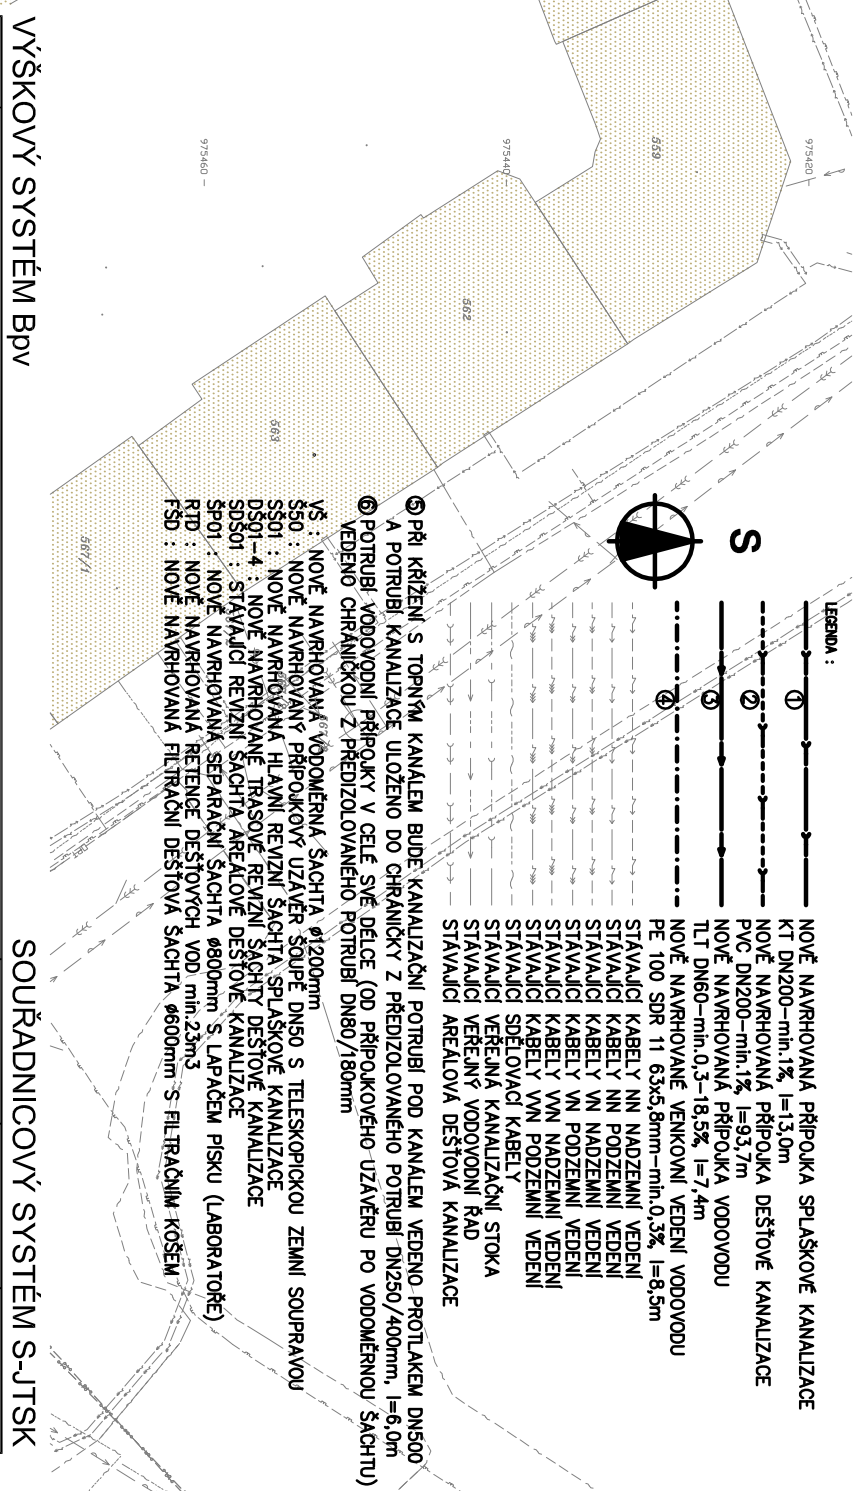 LEGENDA :
① NOVĚ NAVRHOVANÁ PŘÍPOJKA SPLAŠKOVÉ KANALIZACE
KT DN200-min.1%, l=13,0m
② NOVĚ NAVRHOVANÁ PŘÍPOJKA DEŠŤOVÉ KANALIZACE
PVC DN200-min.1%, l=93,7m
③ NOVĚ NAVRHOVANÁ PŘÍPOJKA VODOVODU
TLT DN60-min.0,3-18,5%, l=7,4m
④ NOVĚ NAVRHOVANÉ VENKOVNÍ VEDENÍ VODOVODU
PE 100 SDR 11 63x5,8mm-min.0,3%, l=8,5m
STÁVAJÍCÍ KABELY NN NADZEMNÍ VEDENÍ
STÁVAJÍCÍ KABELY NN PODZEMNÍ VEDENÍ
STÁVAJÍCÍ KABELY VN NADZEMNÍ VEDENÍ
STÁVAJÍCÍ KABELY VN PODZEMNÍ VEDENÍ
STÁVAJÍCÍ KABELY VVN NADZEMNÍ VEDENÍ
STÁVAJÍCÍ KABELY VVN PODZEMNÍ VEDENÍ
STÁVAJÍCÍ SDĚLOVACÍ KABELY
STÁVAJÍCÍ VEŘEJNÁ KANALIZAČNÍ STOKA
STÁVAJÍCÍ VEŘEJNÝ VODOVODNÍ ŘAD
STÁVAJÍCÍ AREÁLOVÁ DEŠŤOVÁ KANALIZACE
S
⑤ PŘI KŘÍŽENÍ S TOPNÝM KANÁLEM BUDE KANALIZAČNÍ POTRUBÍ POD KANÁLEM VEDENO PROTLAKEM DN500
A POTRUBÍ KANALIZACE ULOŽENO DO CHRÁNIČKY Z PŘEDIZOLOVANÉHO POTRUBÍ DN250/400mm, l=6,0m
⑥ POTRUBÍ VODOVODNÍ PŘÍPOJKY V CELÉ SVÉ DÉLCE (OD PŘÍPOJKOVÉHO UZÁVĚRU PO VODOMĚRNOU ŠACHTU)
VEDENO CHRÁNIČKOU Z PŘEDIZOLOVANÉHO POTRUBÍ DN80/180mm
VŠ : NOVĚ NAVRHOVANÁ VODOMĚRNÁ ŠACHTA ø1200mm
Š50 : NOVĚ NAVRHOVANÝ PŘÍPOJKOVÝ UZÁVĚR ŠOUPĚ DN50 S TELESKOPICKOU ZEMNÍ SOUPRAVOU
SŠ01 : NOVĚ NAVRHOVANÁ HLAVNÍ REVIZNÍ ŠACHTA SPLAŠKOVÉ KANALIZACE
DŠ01-4 : NOVĚ NAVRHOVANÉ TRASOVÉ REVIZNÍ ŠACHTY DEŠŤOVÉ KANALIZACE
SDŠ01 : STÁVAJÍCÍ REVIZNÍ ŠACHTA AREÁLOVÉ DEŠŤOVÉ KANALIZACE
ŠP01 : NOVĚ NAVRHOVANÁ SEPARAČNÍ ŠACHTA ø800mm S LAPAČEM PÍSKU (LABORATOŘE)
RTD : NOVĚ NAVRHOVANÁ RETENCE DEŠŤOVÝCH VOD min.23m3
FŠD : NOVĚ NAVRHOVANÁ FILTRAČNÍ DEŠŤOVÁ ŠACHTA ø600mm S FILTRAČNÍM KOŠEM
975420
975440
975460
559
562
563
567/1
VÝŠKOVÝ SYSTÉM Bpv
SOUŘADNICOVÝ SYSTÉM S-JTSK